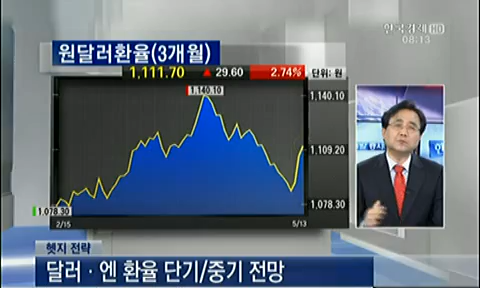 한국경제 HD
08:13
원달러환율(3개월)
1,111.70 ▲ 29.60 2.74% 단위: 원
1,140.10
1,140.10
1,109.20
1,078.30
1,078.30
2/15
5/13
헷지 전략
달러 · 엔 환율 단기/중기 전망